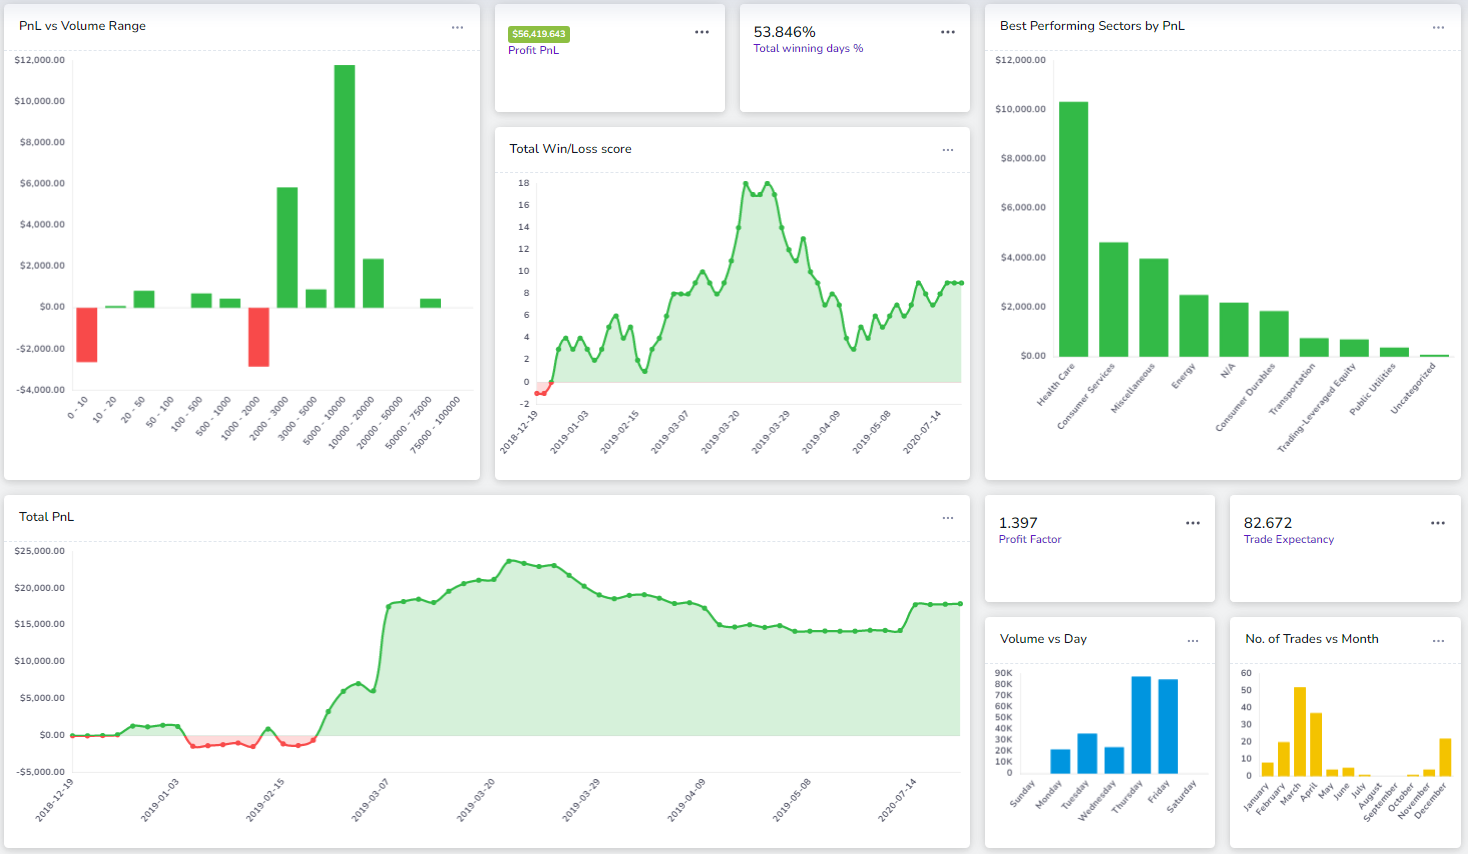 PnL vs Volume Range
$12,000.00
$10,000.00
$8,000.00
$6,000.00
$4,000.00
$2,000.00
$0.00
-$2,000.00
-$4,000.00
0 - 10
10 - 20
20 - 50
50 - 100
100 - 500
500 - 1000
1000 - 2000
2000 - 3000
3000 - 5000
5000 - 10000
10000 - 20000
20000 - 50000
50000 - 75000
75000 - 100000
$56,419.643
Profit PnL
53.846%
Total winning days %
Total Win/Loss score
18
16
14
12
10
8
6
4
2
0
-2
2018-12-19
2019-01-03
2019-02-15
2019-03-07
2019-03-20
2019-03-29
2019-04-09
2019-05-08
2020-07-14
Best Performing Sectors by PnL
$12,000.00
$10,000.00
$8,000.00
$6,000.00
$4,000.00
$2,000.00
$0.00
Health Care
Consumer Services
Miscellaneous
Energy
N/A
Consumer Durables
Transportation
Trading-Leveraged Equity
Public Utilities
Uncategorized
Total PnL
$25,000.00
$20,000.00
$15,000.00
$10,000.00
$5,000.00
$0.00
-$5,000.00
2018-12-19
2019-01-03
2019-02-15
2019-03-07
2019-03-20
2019-03-29
2019-04-09
2019-05-08
2020-07-14
1.397
Profit Factor
82.672
Trade Expectancy
Volume vs Day
90K
80K
70K
60K
50K
40K
30K
20K
10K
0
Sunday
Monday
Tuesday
Wednesday
Thursday
Friday
Saturday
No. of Trades vs Month
60
50
40
30
20
10
0
January
February
March
April
May
June
July
August
September
October
November
December